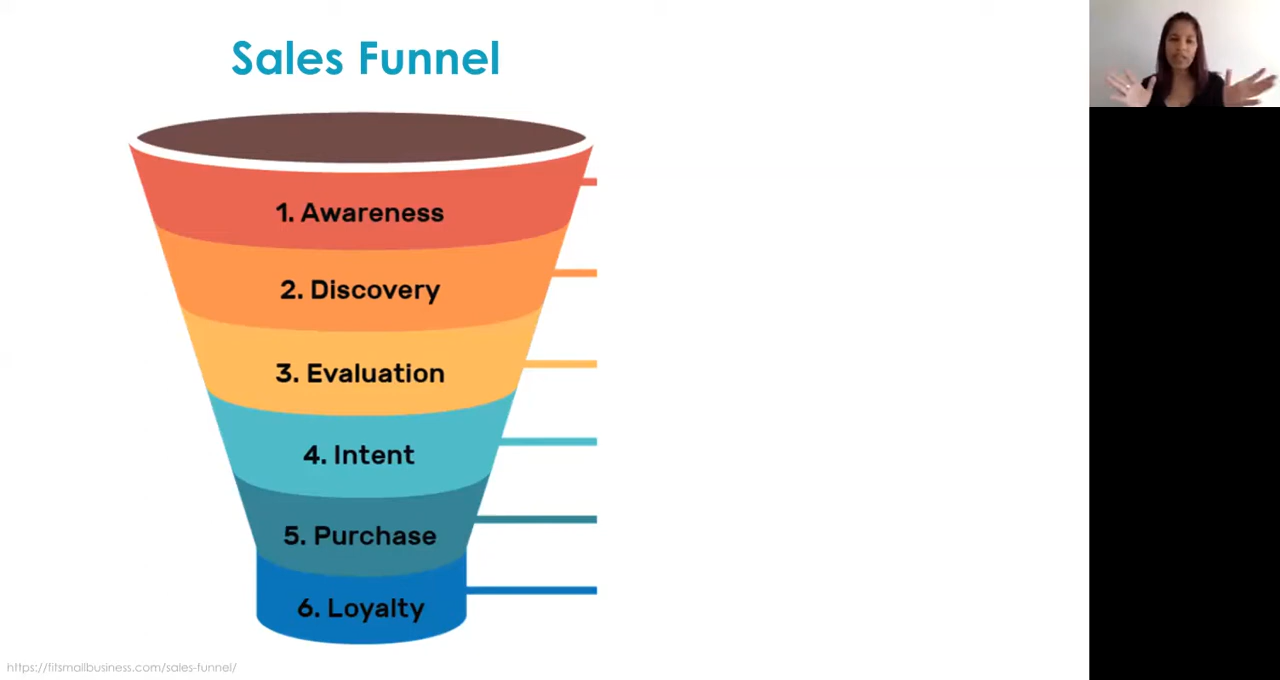 Sales Funnel
1. Awareness
2. Discovery
3. Evaluation
4. Intent
5. Purchase
6. Loyalty
https://fitsmallbusiness.com/sales-funnel/